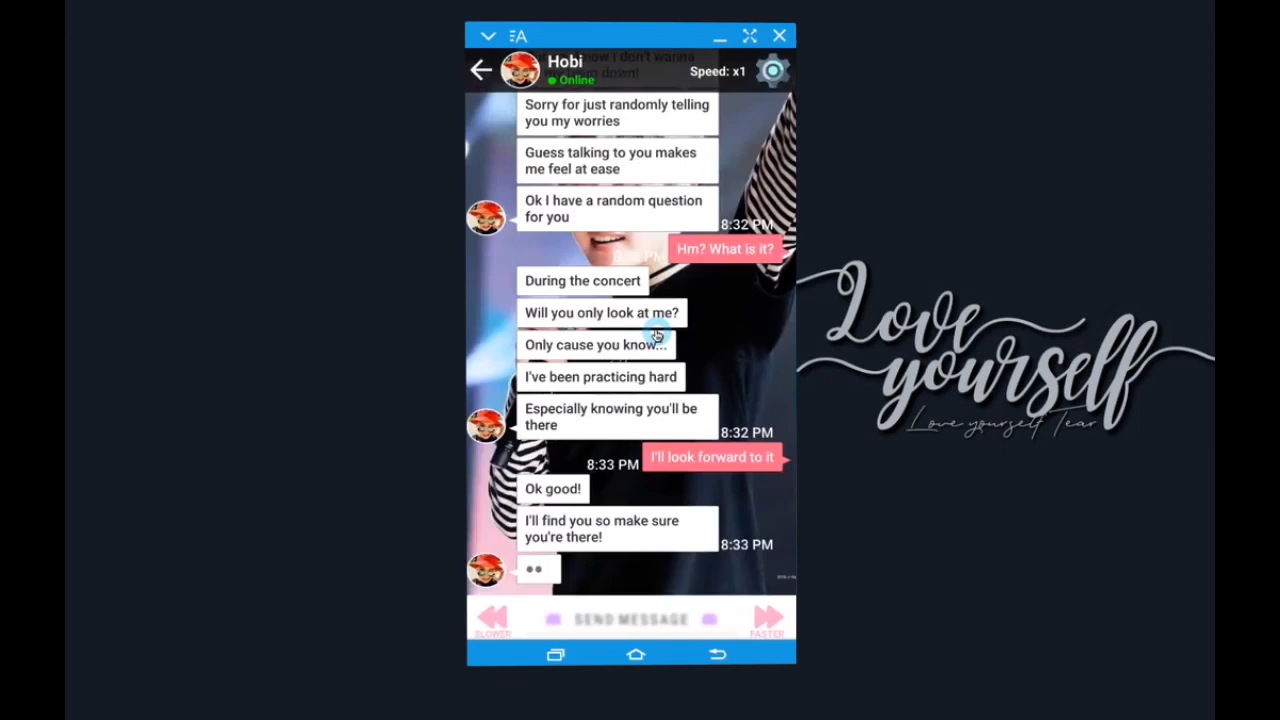 Hobi
Online
Speed: x1
Sorry for just randomly telling
you my worries
Guess talking to you makes
me feel at ease
Ok I have a random question
for you
8:32 PM
Hm? What is it?
During the concert
Will you only look at me?
Only cause you know...
I've been practicing hard
Especially knowing you'll be
there
8:32 PM
I'll look forward to it
8:33 PM
Ok good!
I'll find you so make sure
you're there!
8:33 PM
SEND MESSAGE
SLOWER
FASTER
Love
yourself
Love yourself Tear